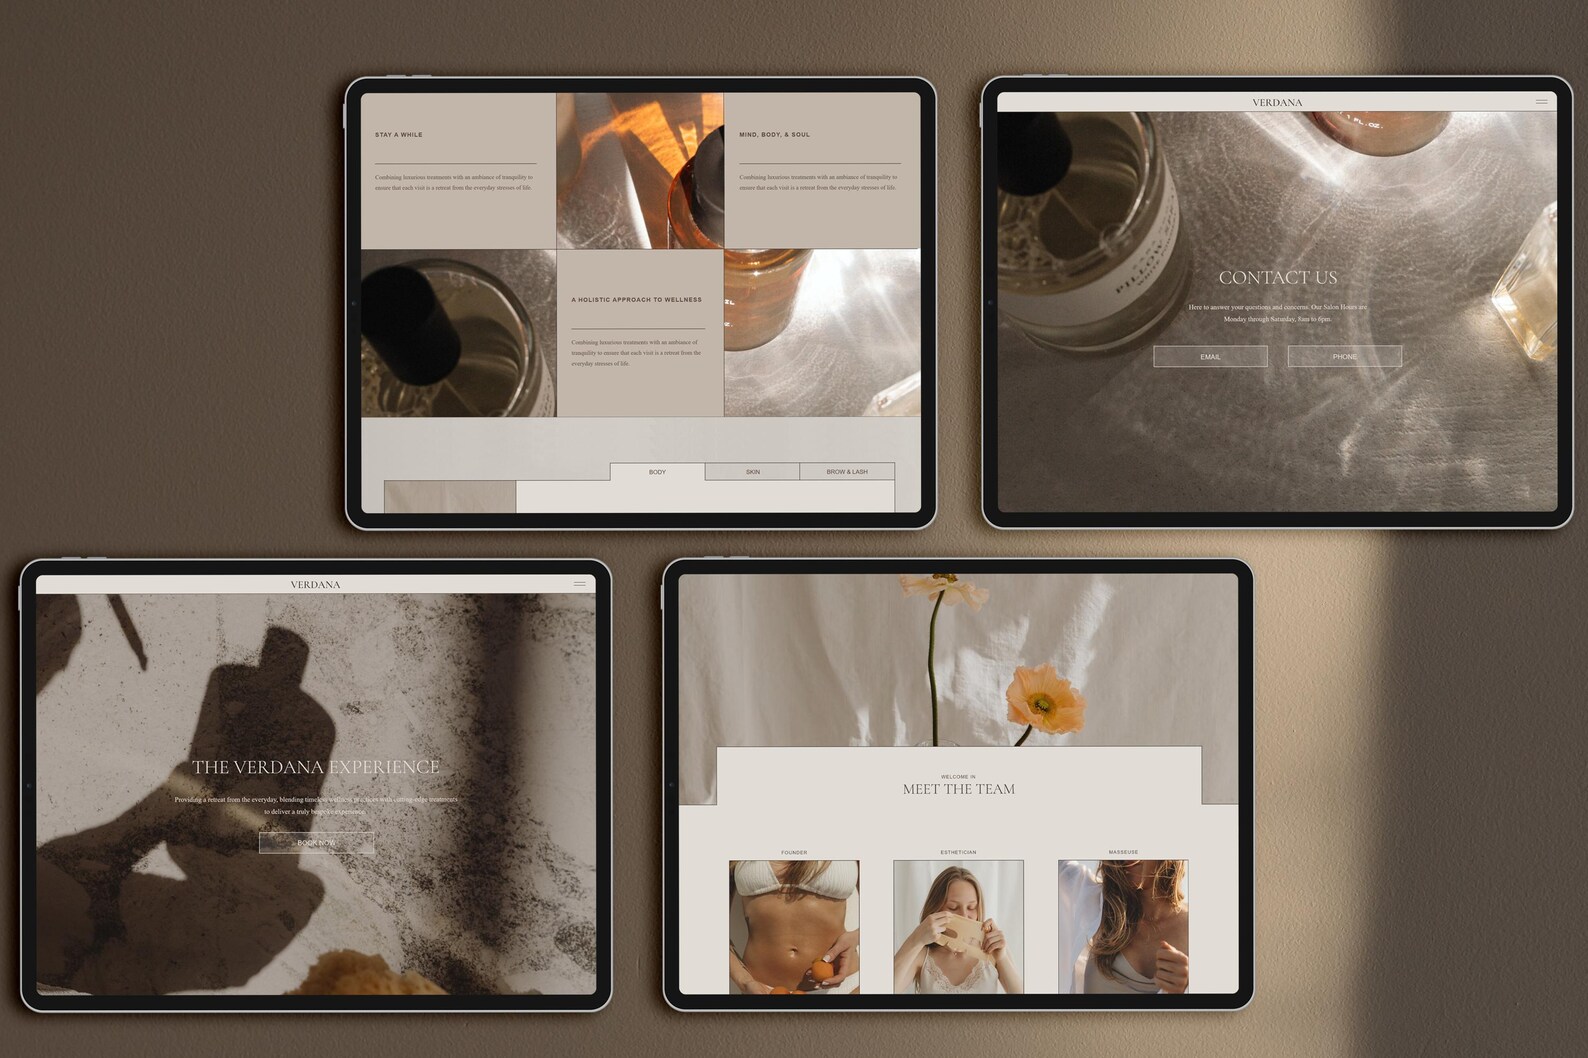 STAY A WHILE
Combining luxurious treatments with an ambiance of tranquility to
ensure that each visit is a retreat from the everyday stresses of life.
MIND, BODY, & SOUL
Combining luxurious treatments with an ambiance of tranquility to
ensure that each visit is a retreat from the everyday stresses of life.
A HOLISTIC APPROACH TO WELLNESS
Combining luxurious treatments with an ambiance of
tranquility to ensure that each visit is a retreat from the
everyday stresses of life.
BODY
SKIN
BROW & LASH
VERDANA
1 FL. OZ.
PILLOW
CONTACT US
Here to answer your questions and concerns. Our Salon Hours are
Monday through Saturday, 8am to 6pm.
EMAIL
PHONE
VERDANA
THE VERDANA EXPERIENCE
Providing a retreat from the everyday, blending timeless wellness practices with cutting-edge treatments
to deliver a truly bespoke experience.
BOOK NOW
WELCOME IN
MEET THE TEAM
FOUNDER
ESTHETICIAN
MASSEUSE